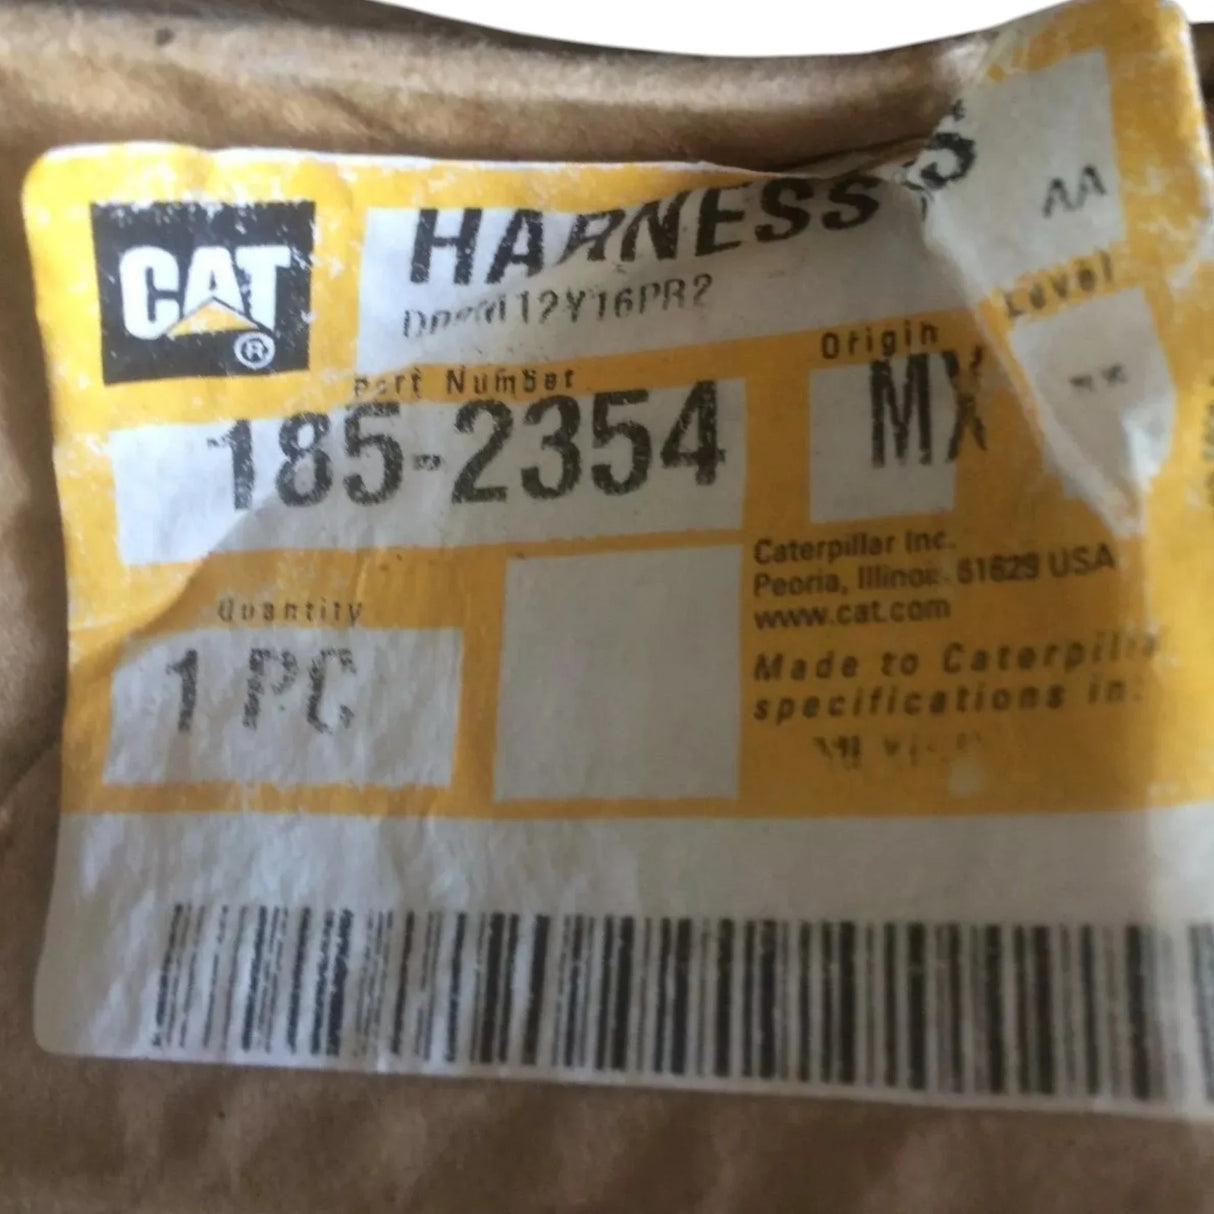 CAT
®
HARNESS
AA
Level
Part Number
185-2354
Origin
MX
Quantity
1 PC
Caterpillar Inc.
Peoria, Illinois 61629 USA
www.cat.com
Made to Caterpillar
specifications in: